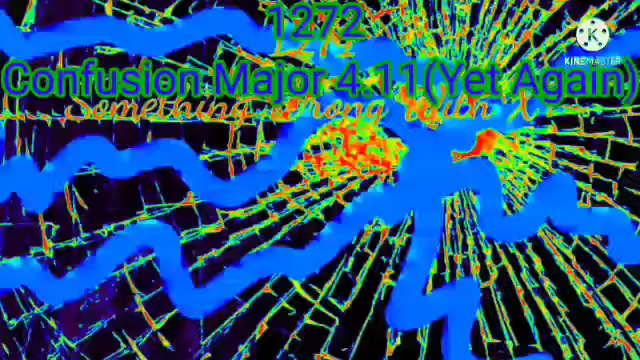 1272
Confusion Major 4.11(Yet Again)
Something wrong with X
KINEMASTER